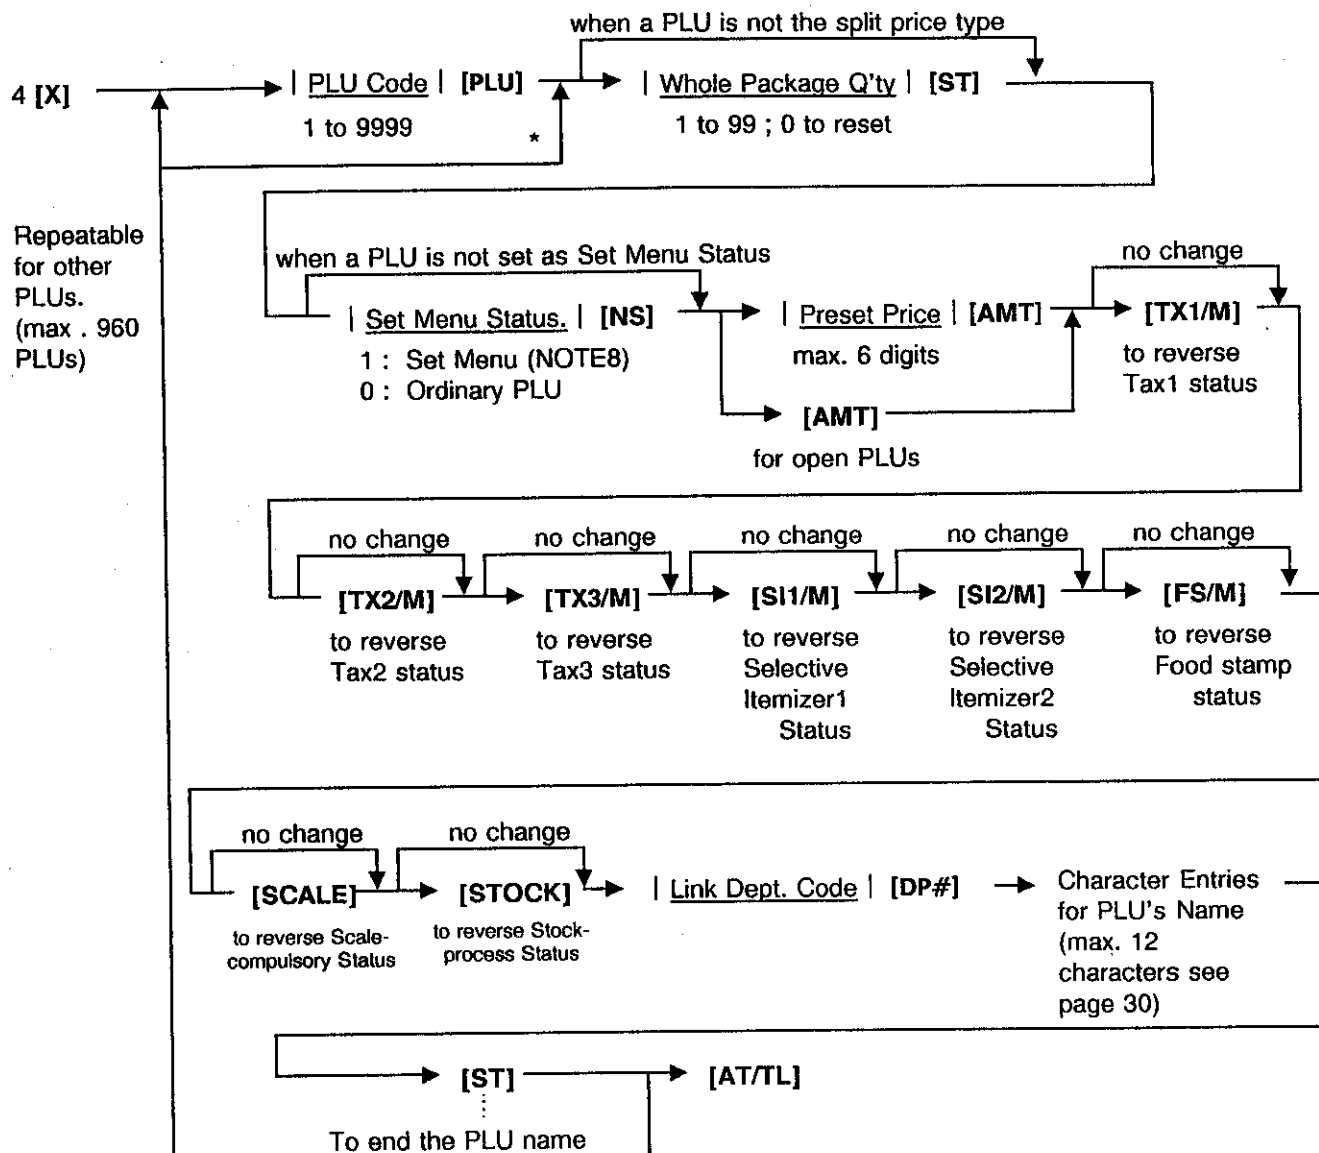 when a PLU is not the split price type
4 [X]
| PLU Code | [PLU]
| Whole Package Q'ty | [ST]
1 to 9999
*
1 to 99 ; 0 to reset
Repeatable
for other
PLUs.
(max . 960
PLUs)
when a PLU is not set as Set Menu Status
no change
| Set Menu Status. | [NS]
| Preset Price | [AMT]
[TX1/M]
1 : Set Menu (NOTE8)
0 : Ordinary PLU
max. 6 digits
to reverse
Tax1 status
[AMT]
for open PLUs
no change
no change
no change
no change
no change
[TX2/M]
[TX3/M]
[SI1/M]
[SI2/M]
[FS/M]
to reverse
Tax2 status
to reverse
Tax3 status
to reverse
Selective
Itemizer1
Status
to reverse
Selective
Itemizer2
Status
to reverse
Food stamp
status
no change
no change
[SCALE]
[STOCK]
| Link Dept. Code | [DP#]
Character Entries
for PLU's Name
(max. 12
characters see
page 30)
to reverse Scale-
compulsory Status
to reverse Stock-
process Status
[ST]
[AT/TL]
To end the PLU name